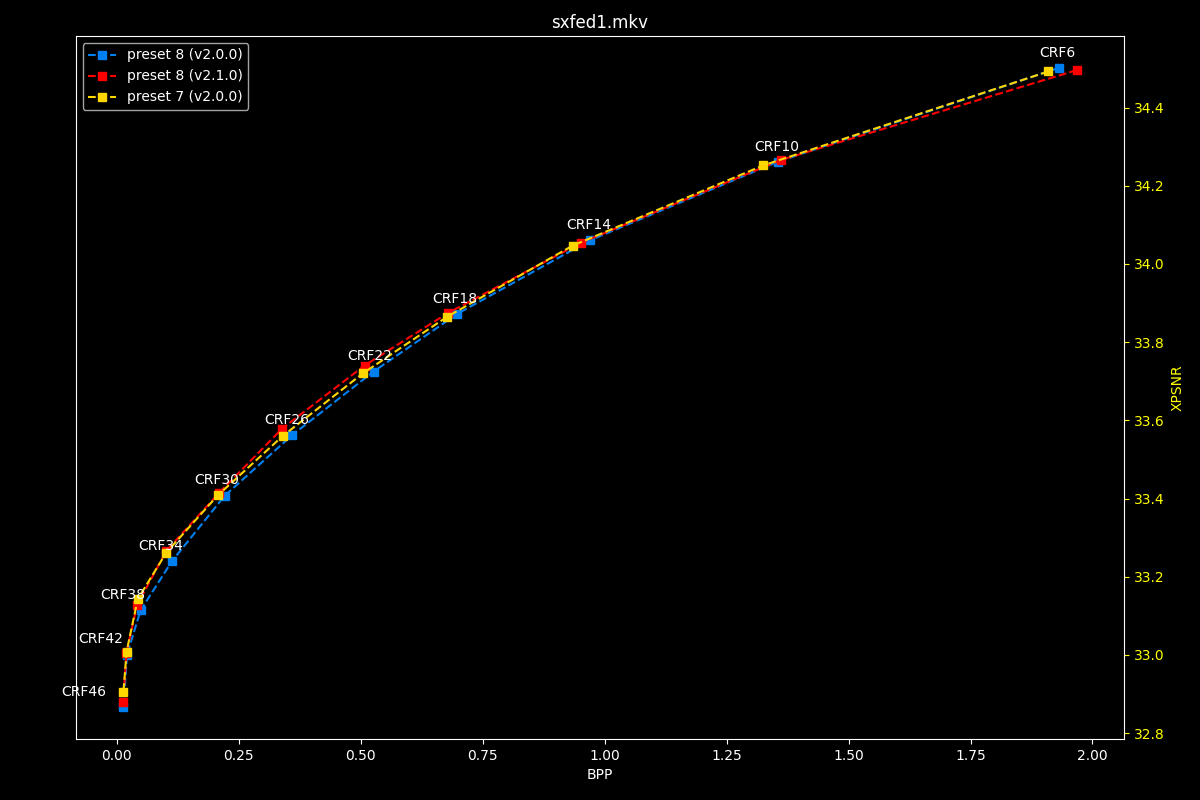 sxfed1.mkv
preset 8 (v2.0.0)
preset 8 (v2.1.0)
preset 7 (v2.0.0)
CRF6
CRF10
CRF14
CRF18
CRF22
CRF26
CRF30
CRF34
CRF38
CRF42
CRF46
34.4
34.2
34.0
33.8
33.6
33.4
33.2
33.0
32.8
XPSNR
0.00 0.25 0.50 0.75 1.00 1.25 1.50 1.75 2.00
BPP